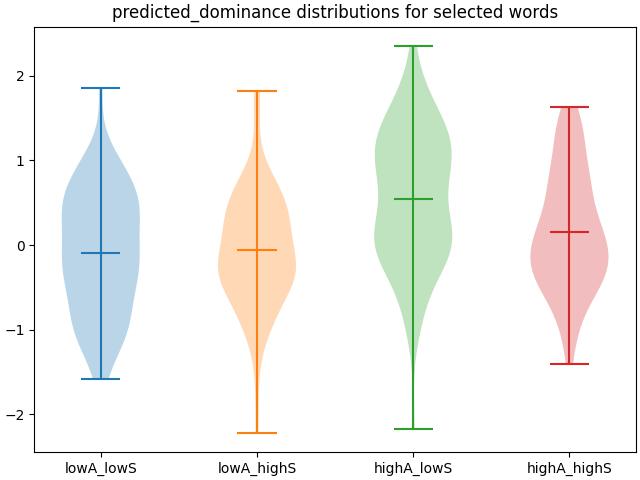 predicted_dominance distributions for selected words
2
1
0
−1
−2
lowA_lowS
lowA_highS
highA_lowS
highA_highS